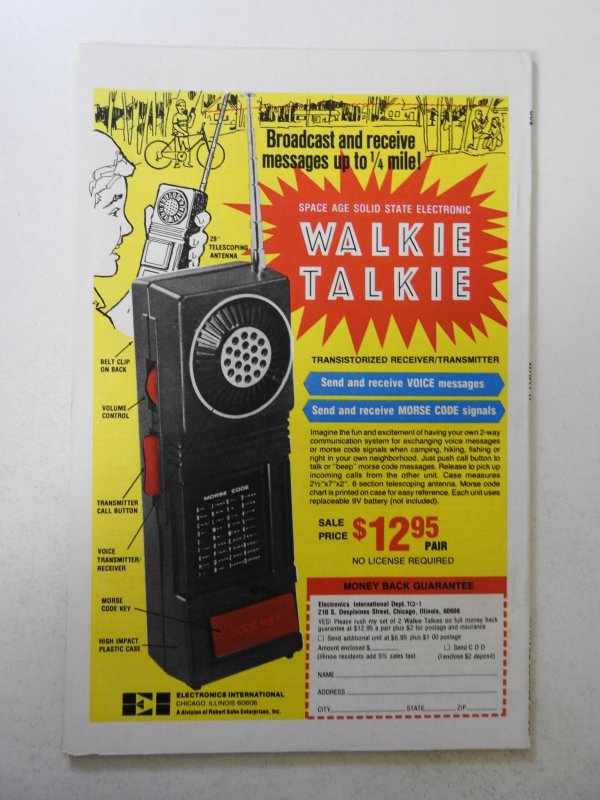 Broadcast and receive
messages up to 1/4 mile!
SPACE AGE SOLID STATE ELECTRONIC
WALKIE
TALKIE
28"
TELESCOPING
ANTENNA
TRANSISTORIZED RECEIVER/TRANSMITTER
Send and receive VOICE messages
Send and receive MORSE CODE signals
BELT CLIP
ON BACK
VOLUME
CONTROL
TRANSMITTER
CALL BUTTON
VOICE
TRANSMITTER/
RECEIVER
MORSE
CODE KEY
HIGH IMPACT
PLASTIC CASE
MORSE CODE
CODE KEY
Imagine the fun and excitement of having your own 2-way
communication system for exchanging voice messages
or morse code signals when camping, hiking, fishing or
right in your own neighborhood. Just push call button to
talk or "beep" morse code messages. Release to pick up
incoming calls from the other unit. Case measures
2½"x7"x2". 6 section telescoping antenna. Morse code
chart is printed on case for easy reference. Each unit uses
replaceable 9V battery (not included).
SALE
PRICE $12.95
PAIR
NO LICENSE REQUIRED
MONEY BACK GUARANTEE
Electronics International Dept. TQ-1
210 S. Desplaines Street, Chicago, Illinois, 60606
YES! Please rush my set of 2 Walkie Talkies on full money back
guarantee at $12.95 a pair plus $2 for postage and insurance
Send additional unit at $6.95 plus $1.00 postage
Amount enclosed $ Send C O D
(Illinois residents add 5% sales tax) (I enclose $2 deposit)
NAME
ADDRESS
CITY STATE ZIP
ELECTRONICS INTERNATIONAL
CHICAGO ILLINOIS 60606
A division of Robert Kahn Enterprises, Inc.